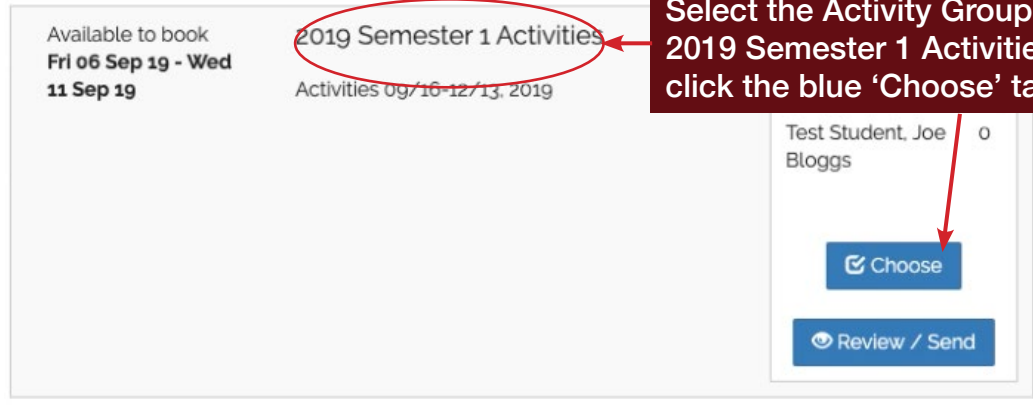 Available to book
Fri 06 Sep 19 - Wed
11 Sep 19
2019 Semester 1 Activities
Activities 09/16-12/13, 2019
Select the Activity Group
2019 Semester 1 Activitie
click the blue ‘Choose’ ta
Test Student, Joe 0
Bloggs
Choose
Review / Send